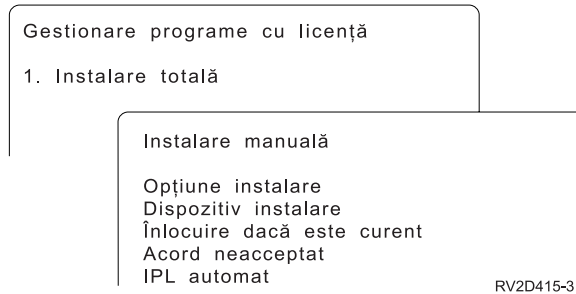 Gestionare programe cu licență
1. Instalare totală
Instalare manuală
Opțiune instalare
Dispozitiv instalare
Înlocuire dacă este curent
Acord neacceptat
IPL automat
RV2D415-3